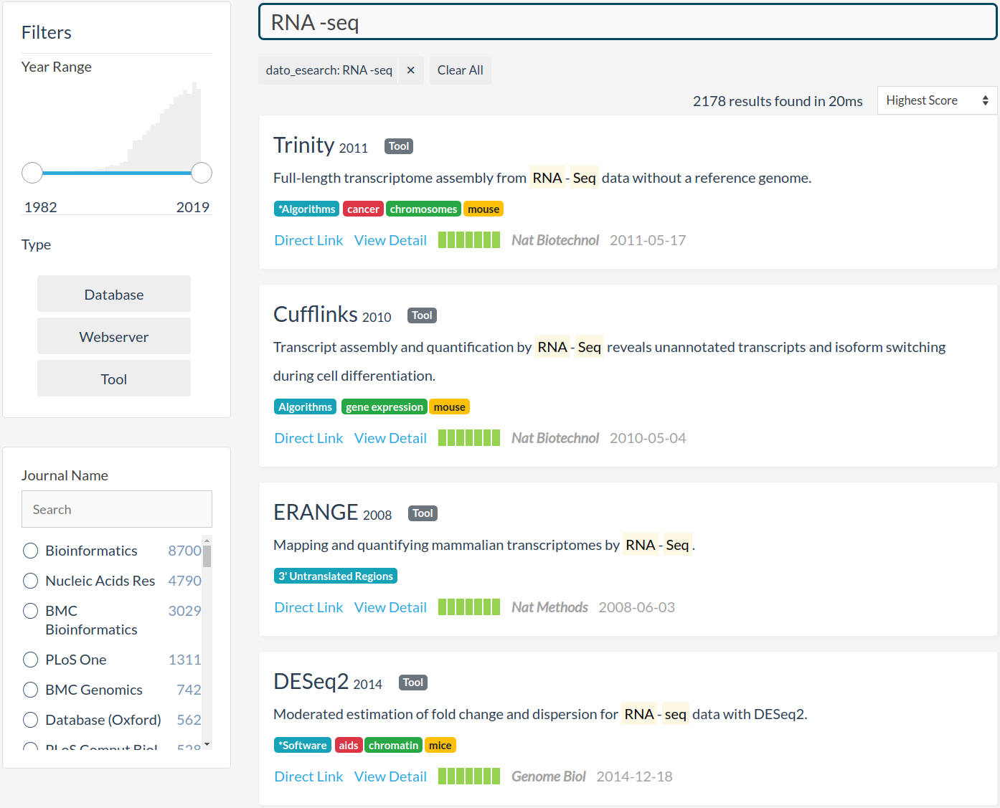 Filters
Year Range
1982 2019
Type
Database
Webserver
Tool
Journal Name
Search
Bioinformatics 8700
Nucleic Acids Res 4790
BMC 3029
Bioinformatics
PLoS One 1311
BMC Genomics 742
Database (Oxford) 562
PLoS Comput Biol 528
RNA -seq
dato_esearch: RNA -seq ✕ Clear All
2178 results found in 20ms Highest Score
Trinity 2011 Tool
Full-length transcriptome assembly from RNA - Seq data without a reference genome.
*Algorithms cancer chromosomes mouse
Direct Link View Detail Nat Biotechnol 2011-05-17
Cufflinks 2010 Tool
Transcript assembly and quantification by RNA - Seq reveals unannotated transcripts and isoform switching
during cell differentiation.
Algorithms gene expression mouse
Direct Link View Detail Nat Biotechnol 2010-05-04
ERANGE 2008 Tool
Mapping and quantifying mammalian transcriptomes by RNA - Seq .
3' Untranslated Regions
Direct Link View Detail Nat Methods 2008-06-03
DESeq2 2014 Tool
Moderated estimation of fold change and dispersion for RNA - seq data with DESeq2.
*Software aids chromatin mice
Direct Link View Detail Genome Biol 2014-12-18